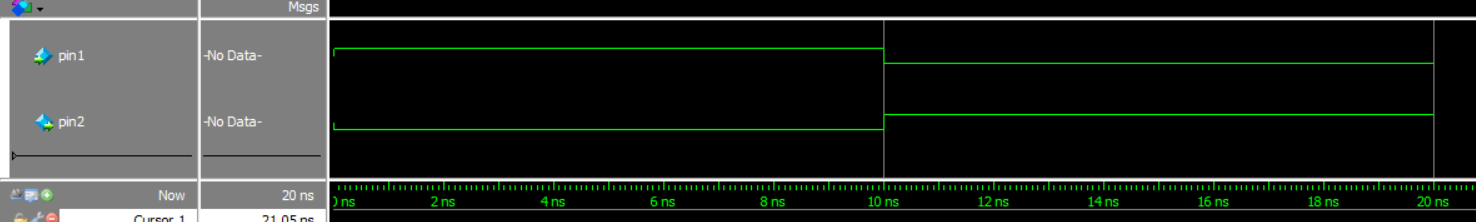 Msgs
pin1 -No Data-
pin2 -No Data-
Now 20 ns
ns 2 ns 4 ns 6 ns 8 ns 10 ns 12 ns 14 ns 16 ns 18 ns 20 ns
Cursor 1 21.05 ns